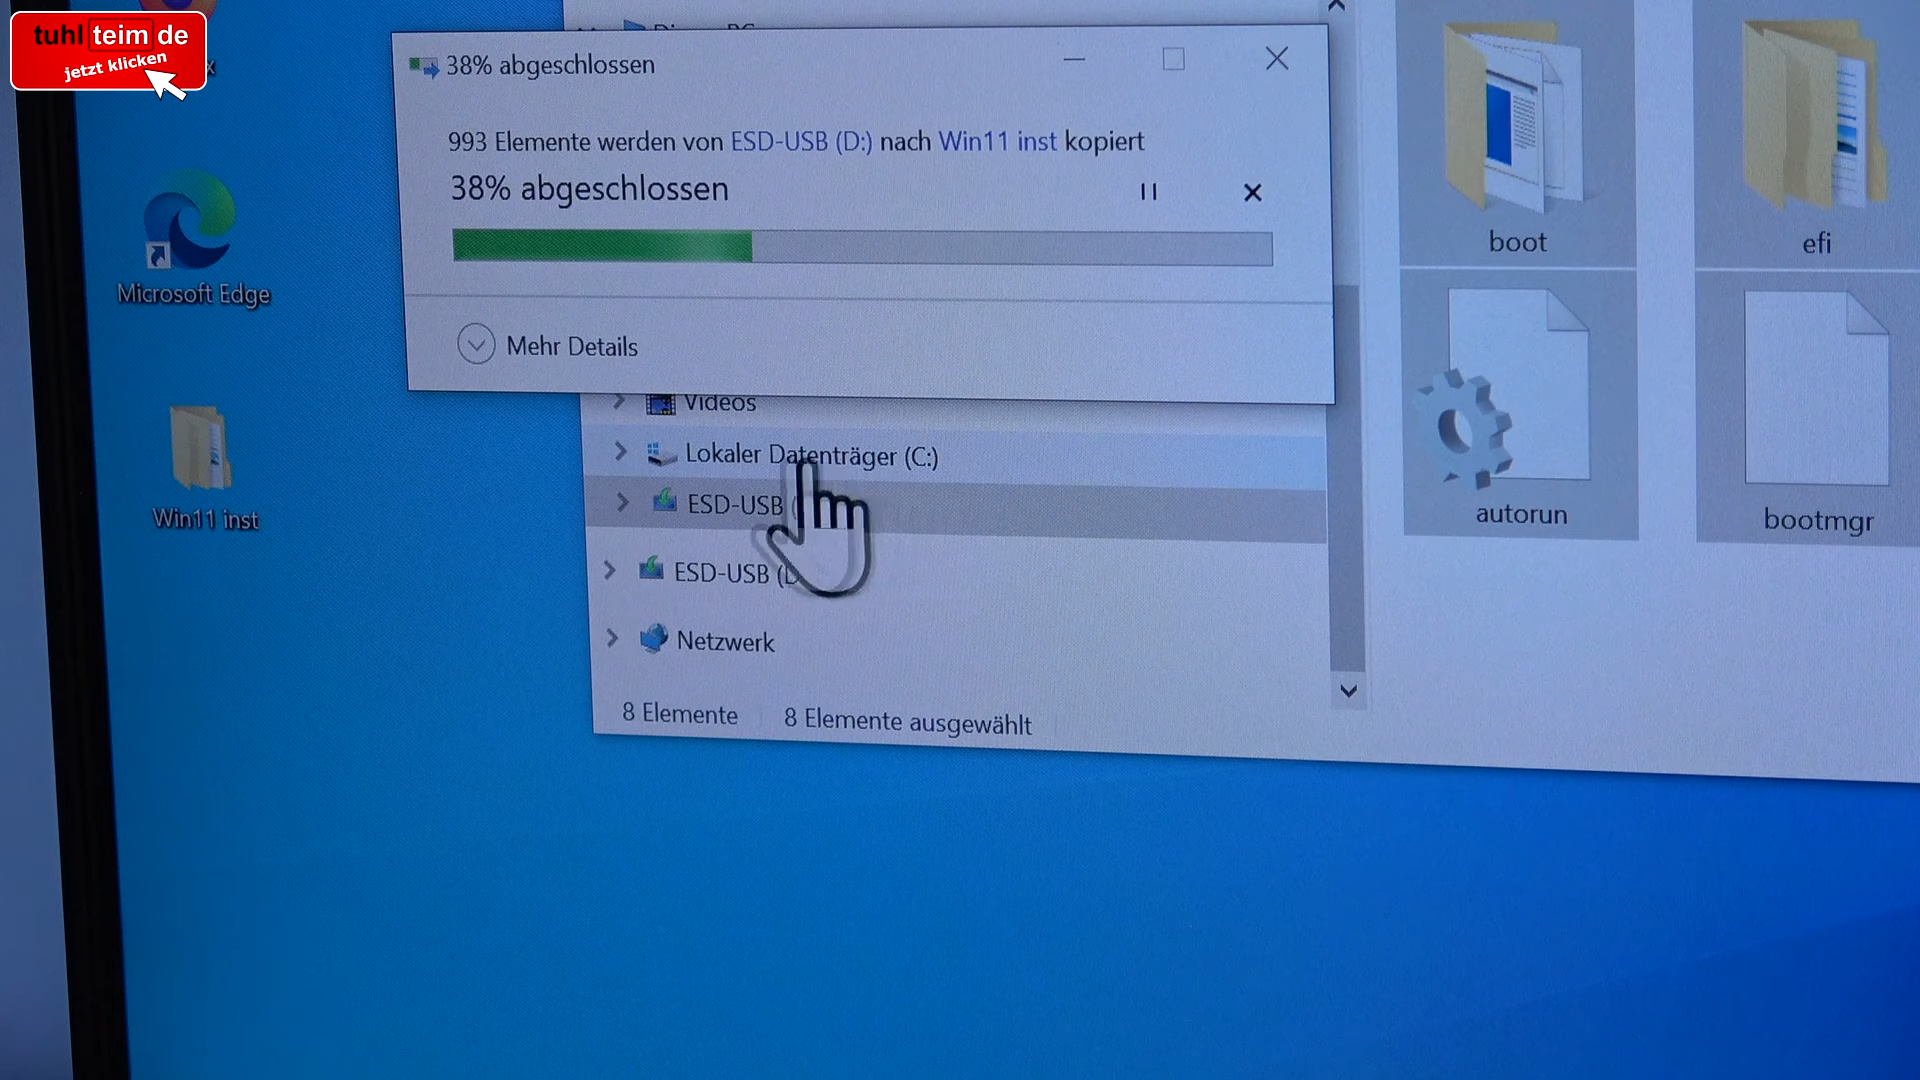 tuhl teim de
jetzt klicken
38% abgeschlossen
993 Elemente werden von ESD-USB (D:) nach Win11 inst kopiert
38% abgeschlossen
Mehr Details
Microsoft Edge
Win11 inst
Videos
Lokaler Datenträger (C:)
ESD-USB
ESD-USB (D
Netzwerk
8 Elemente
8 Elemente ausgewählt
boot
efi
autorun
bootmgr